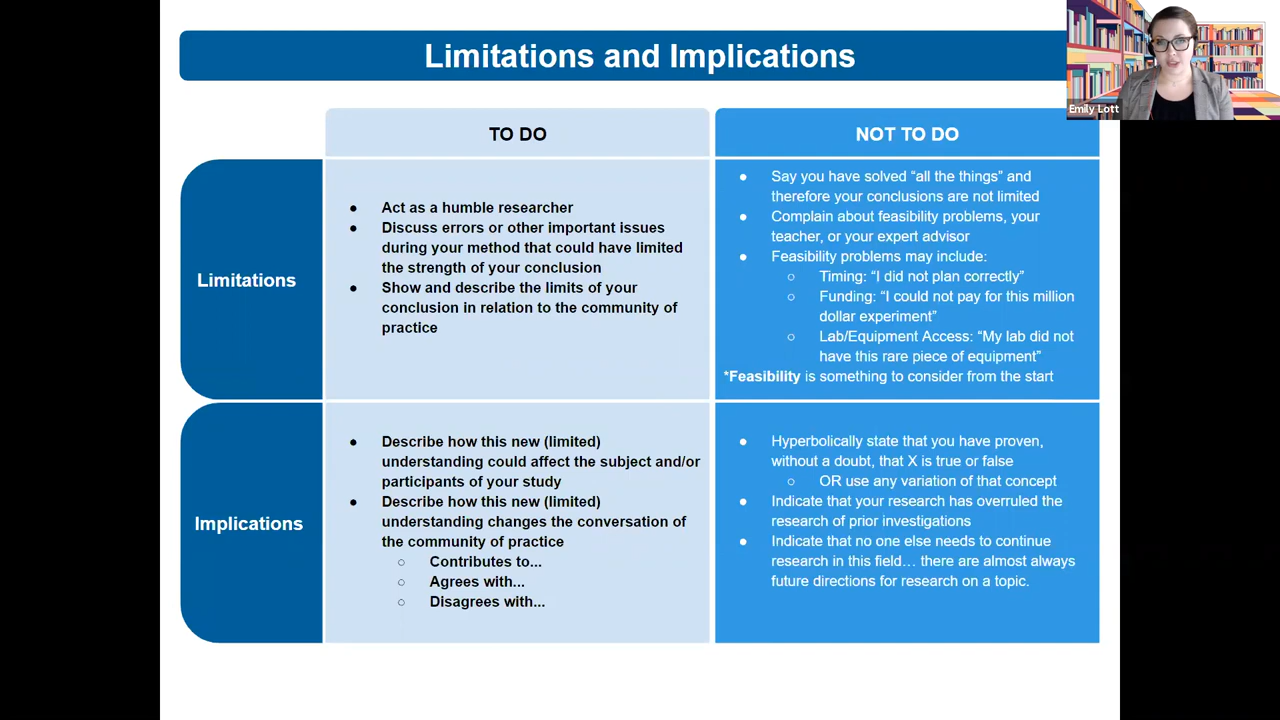 Limitations and Implications
Emily Lott
TO DO
NOT TO DO
Limitations
● Act as a humble researcher
● Discuss errors or other important issues
during your method that could have limited
the strength of your conclusion
● Show and describe the limits of your
conclusion in relation to the community of
practice
● Say you have solved “all the things” and
therefore your conclusions are not limited
● Complain about feasibility problems, your
teacher, or your expert advisor
● Feasibility problems may include:
○ Timing: “I did not plan correctly”
○ Funding: “I could not pay for this million
dollar experiment”
○ Lab/Equipment Access: “My lab did not
have this rare piece of equipment”
*Feasibility is something to consider from the start
Implications
● Describe how this new (limited)
understanding could affect the subject and/or
participants of your study
● Describe how this new (limited)
understanding changes the conversation of
the community of practice
○ Contributes to...
○ Agrees with...
○ Disagrees with...
● Hyperbolically state that you have proven,
without a doubt, that X is true or false
○ OR use any variation of that concept
● Indicate that your research has overruled the
research of prior investigations
● Indicate that no one else needs to continue
research in this field… there are almost always
future directions for research on a topic.